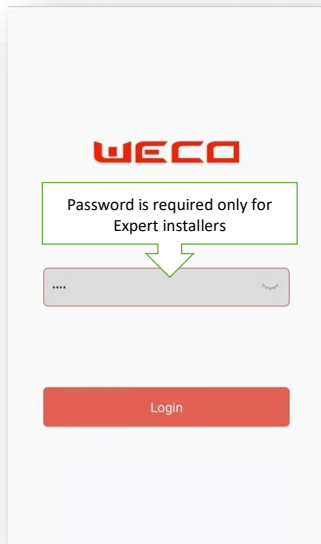 WECO
Password is required only for
Expert installers
....
Login